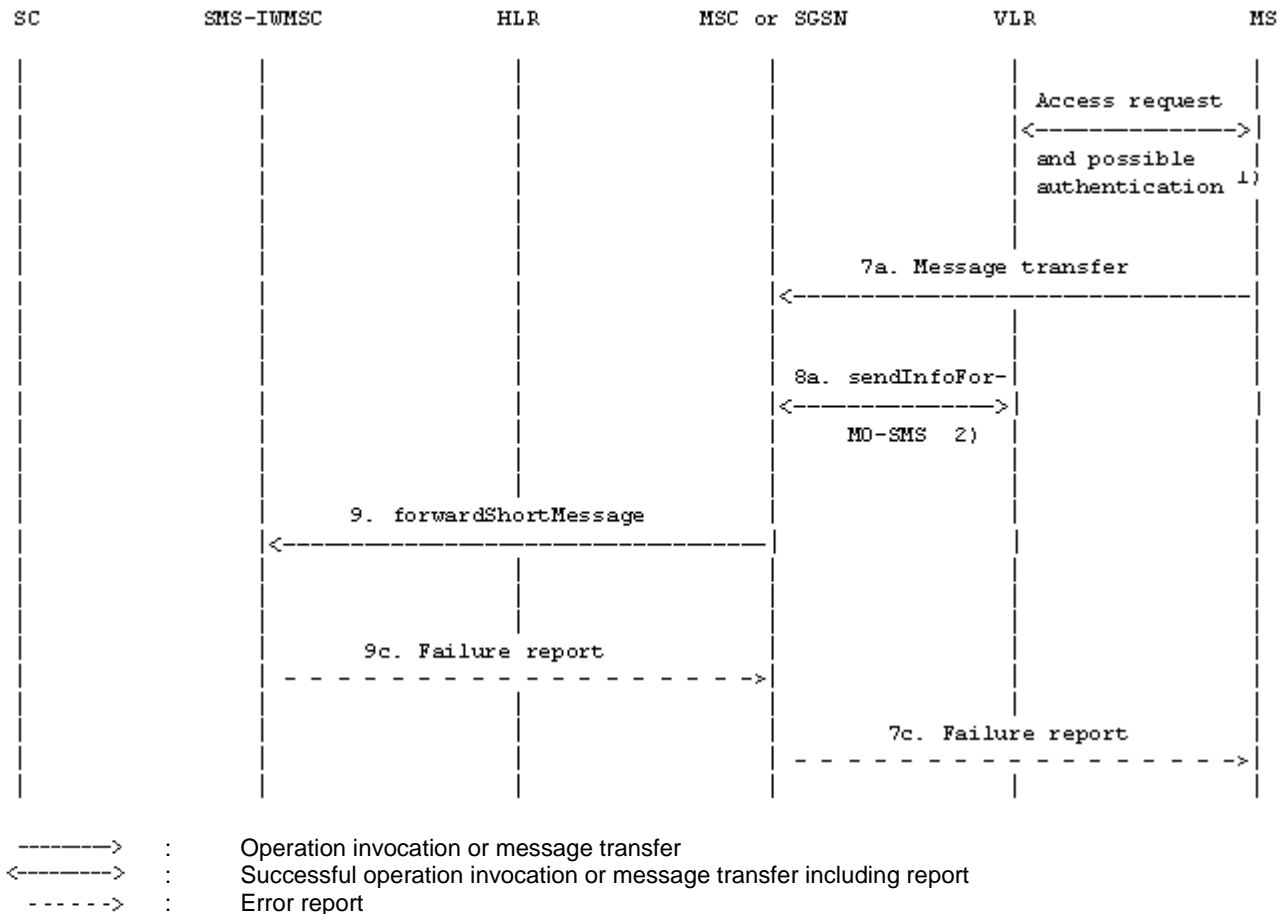 SC SMS-IWMSC HLR MSC or SGSN VLR MS
Access request
and possible
authentication 1)
7a. Message transfer
8a. sendInfoFor-
MO-SMS 2)
9. forwardShortMessage
9c. Failure report
7c. Failure report
: Operation invocation or message transfer
: Successful operation invocation or message transfer including report
: Error report